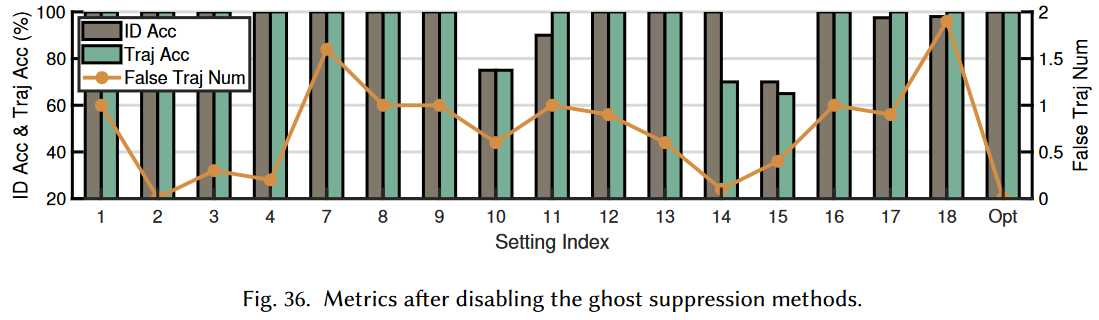 ID Acc & Traj Acc (%)
100
80
60
40
20
ID Acc
Traj Acc
False Traj Num
2
1.5
1
0.5
0
False Traj Num
1 2 3 4 7 8 9 10 11 12 13 14 15 16 17 18 Opt
Setting Index
Fig. 36. Metrics after disabling the ghost suppression methods.